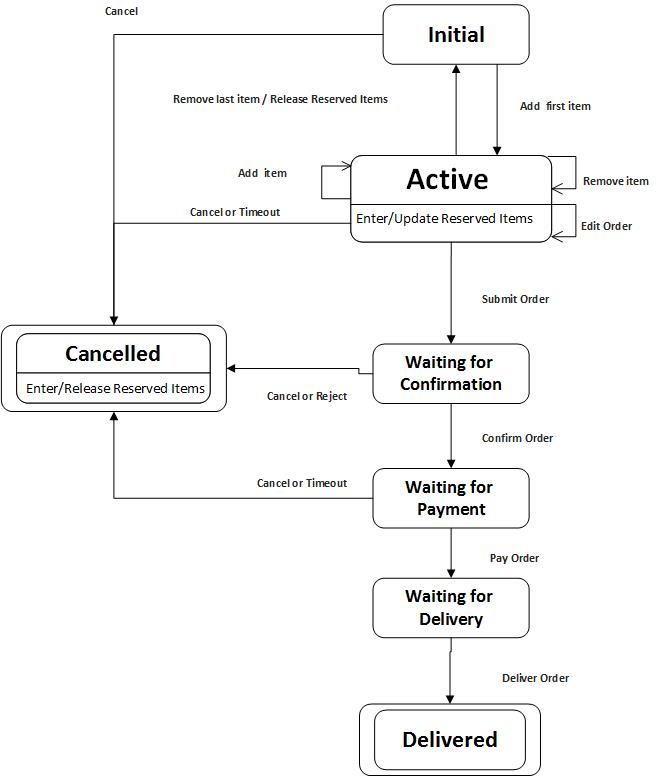 Cancel
Initial
Remove last item / Release Reserved Items
Add first item
Add item
Active
Remove item
Cancel or Timeout
Enter/Update Reserved Items
Edit Order
Submit Order
Cancelled
Enter/Release Reserved Items
Waiting for
Confirmation
Cancel or Reject
Confirm Order
Cancel or Timeout
Waiting for
Payment
Pay Order
Waiting for
Delivery
Deliver Order
Delivered